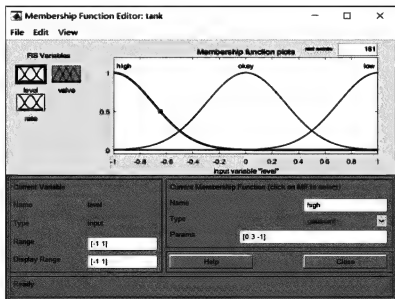 Membership Function Editor: tank
File Edit View
FIS Variables
Membership function plots
plot points: 181
level
valve
rate
high okay low
1
0.5
0
-1 -0.8 -0.6 -0.4 -0.2 0 0.2 0.4 0.6 0.8 1
input variable "level"
Current Variable
Current Membership Function (click on MF to select)
Name level
Name high
Type input
Type gaussmf
Params [0.3 -1]
Range [-1 1]
Display Range [-1 1]
Help Close
Ready